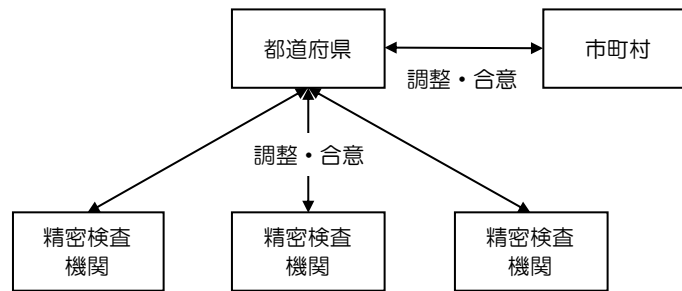 都道府県
市町村
調整・合意
調整・合意
精密検査
機関
精密検査
機関
精密検査
機関